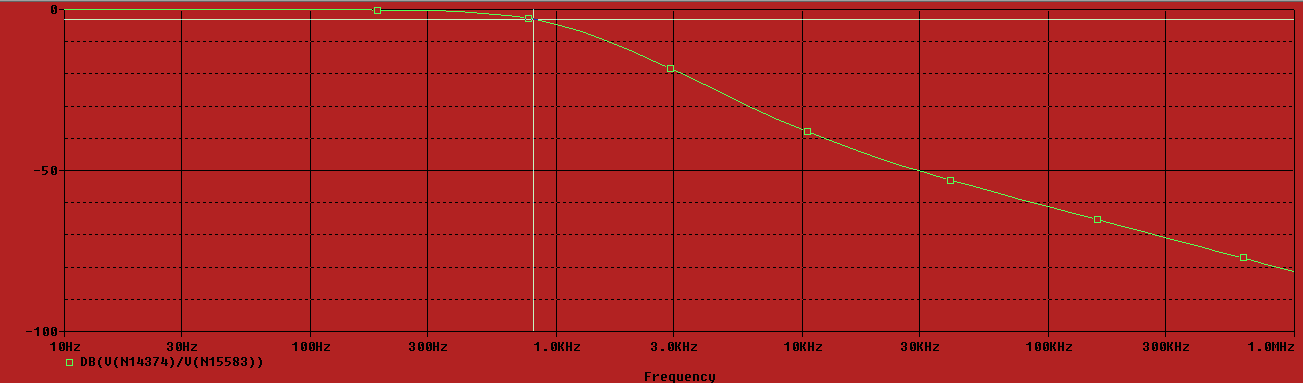 0
-50
-100
10Hz 30Hz 100Hz 300Hz 1.0KHz 3.0KHz 10KHz 30KHz 100KHz 300KHz 1.0MHz
DB(V(N14374)/V(N15583))
Frequency